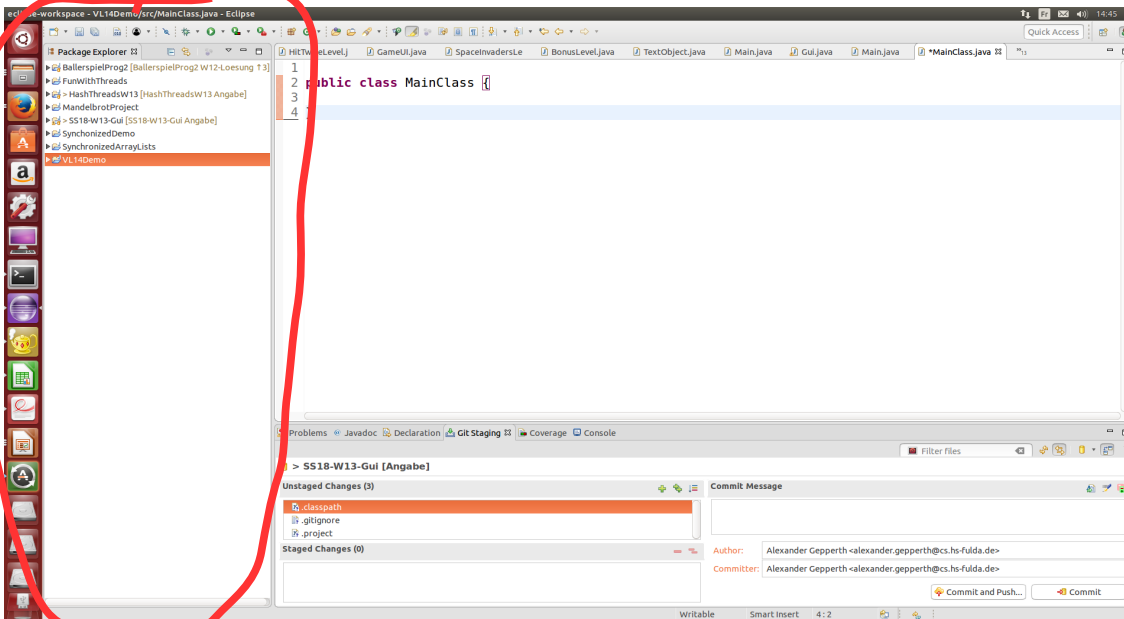 eclipse-workspace - VL14Demo/src/MainClass.java - Eclipse
Fr 14:45
Quick Access
Package Explorer
HitTweLevel.j GameUI.java SpaceInvadersLe BonusLevel.java TextObject.java Main.java Gui.java Main.java *MainClass.java »13
BallerspielProg2 [BallerspielProg2 W12-Loesung ↑3]
FunWithThreads
> HashThreadsW13 [HashThreadsW13 Angabe]
MandelbrotProject
> SS18-W13-Gui [SS18-W13-Gui Angabe]
SynchonizedDemo
SynchronizedArrayLists
VL14Demo
1
2 public class MainClass {
3
4
Problems Javadoc Declaration Git Staging Coverage Console
Filter files
> SS18-W13-Gui [Angabe]
Unstaged Changes (3)
.classpath
.gitignore
.project
Staged Changes (0)
Commit Message
Author: Alexander Gepperth <alexander.gepperth@cs.hs-fulda.de>
Committer: Alexander Gepperth <alexander.gepperth@cs.hs-fulda.de>
Commit and Push... Commit
Writable Smart Insert 4:2